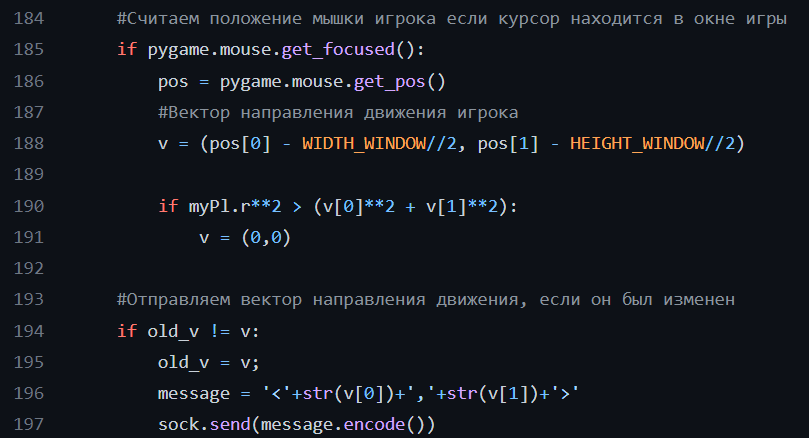 184 #Считаем положение мышки игрока если курсор находится в окне игры
185 if pygame.mouse.get_focused():
186 pos = pygame.mouse.get_pos()
187 #Вектор направления движения игрока
188 v = (pos[0] - WIDTH_WINDOW//2, pos[1] - HEIGHT_WINDOW//2)
189
190 if myPl.r**2 > (v[0]**2 + v[1]**2):
191 v = (0,0)
192
193 #Отправляем вектор направления движения, если он был изменен
194 if old_v != v:
195 old_v = v;
196 message = '<'+str(v[0])+','+str(v[1])+'>'
197 sock.send(message.encode())